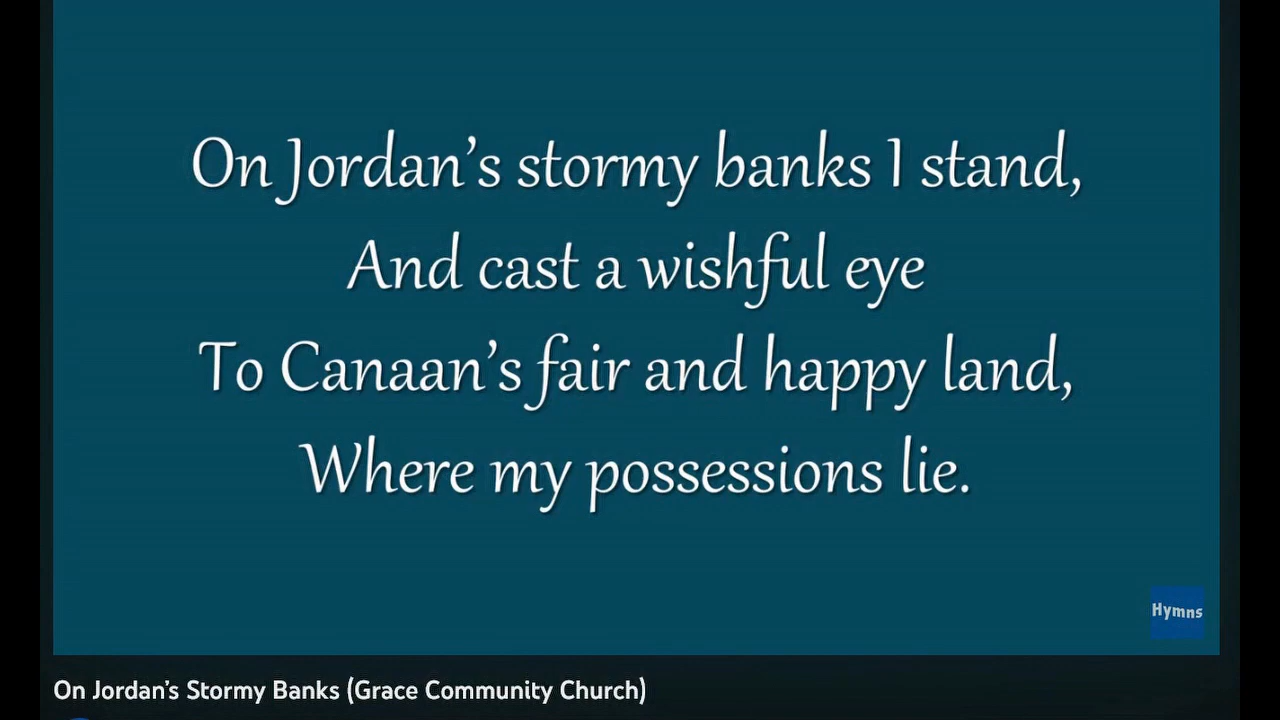 On Jordan’s stormy banks I stand,
And cast a wishful eye
To Canaan’s fair and happy land,
Where my possessions lie.
Hymns
On Jordan’s Stormy Banks (Grace Community Church)